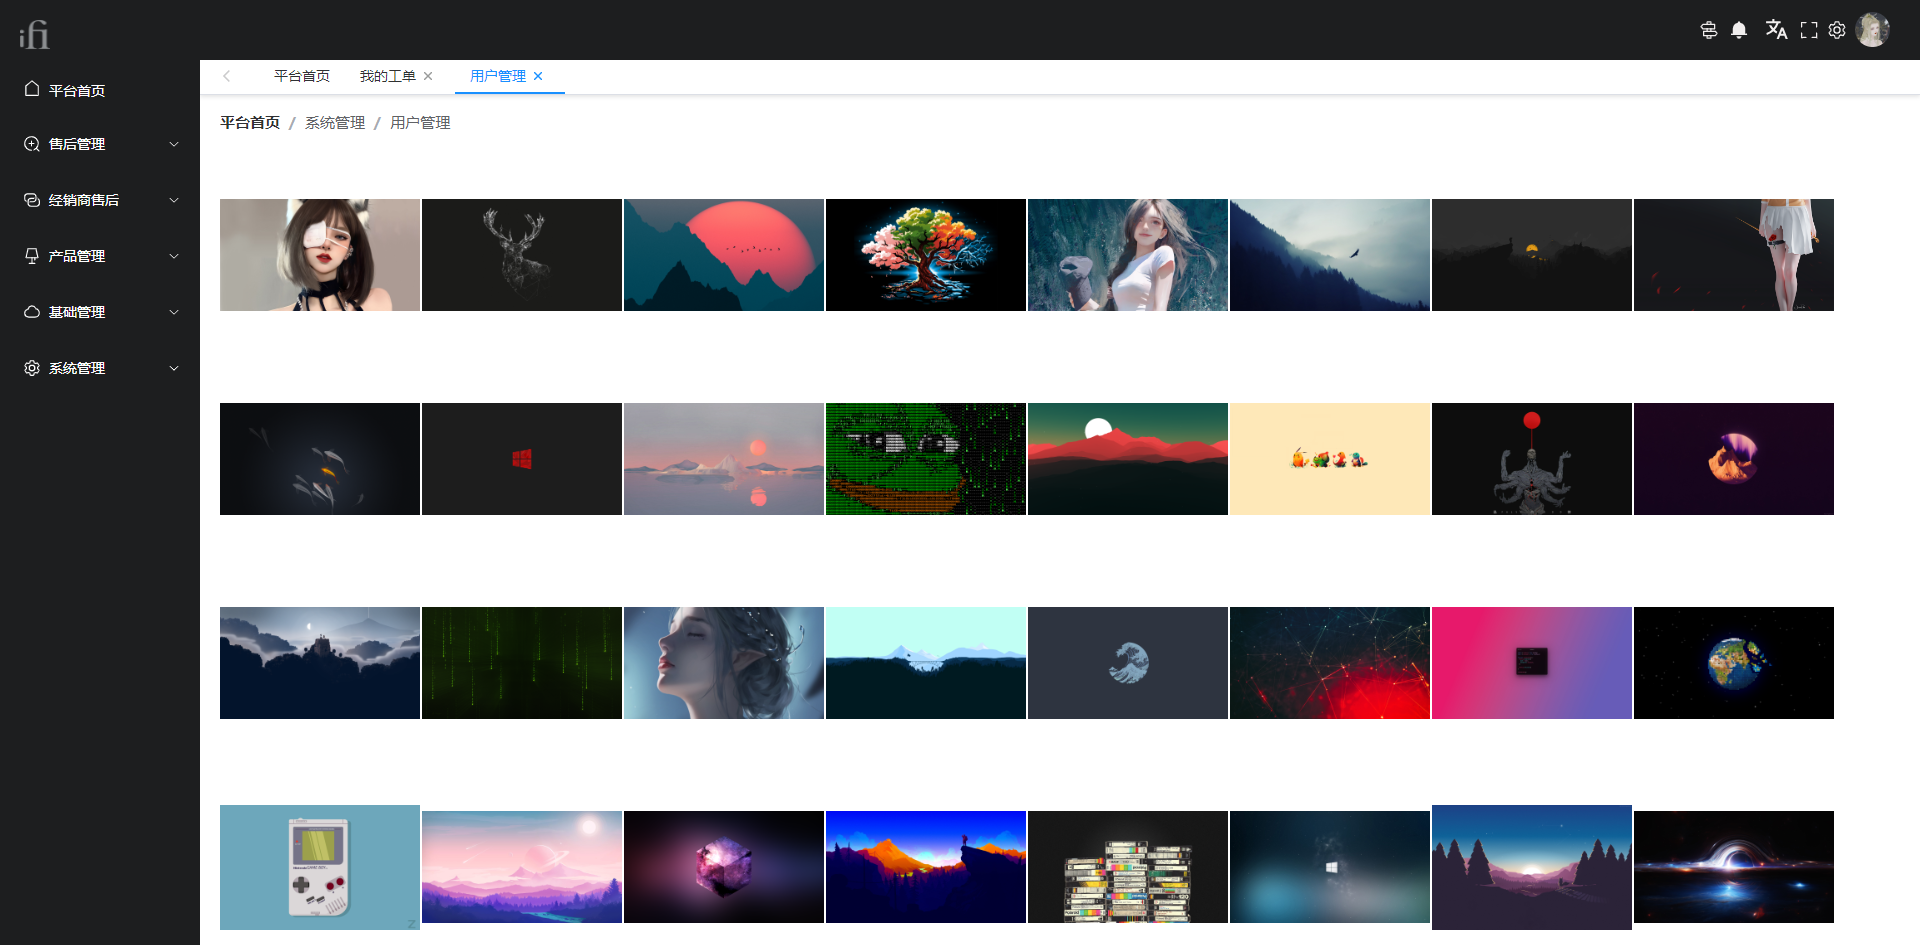 ifi
平台首页
售后管理
经销商售后
产品管理
基础管理
系统管理
平台首页 我的工单 用户管理
平台首页 / 系统管理 / 用户管理